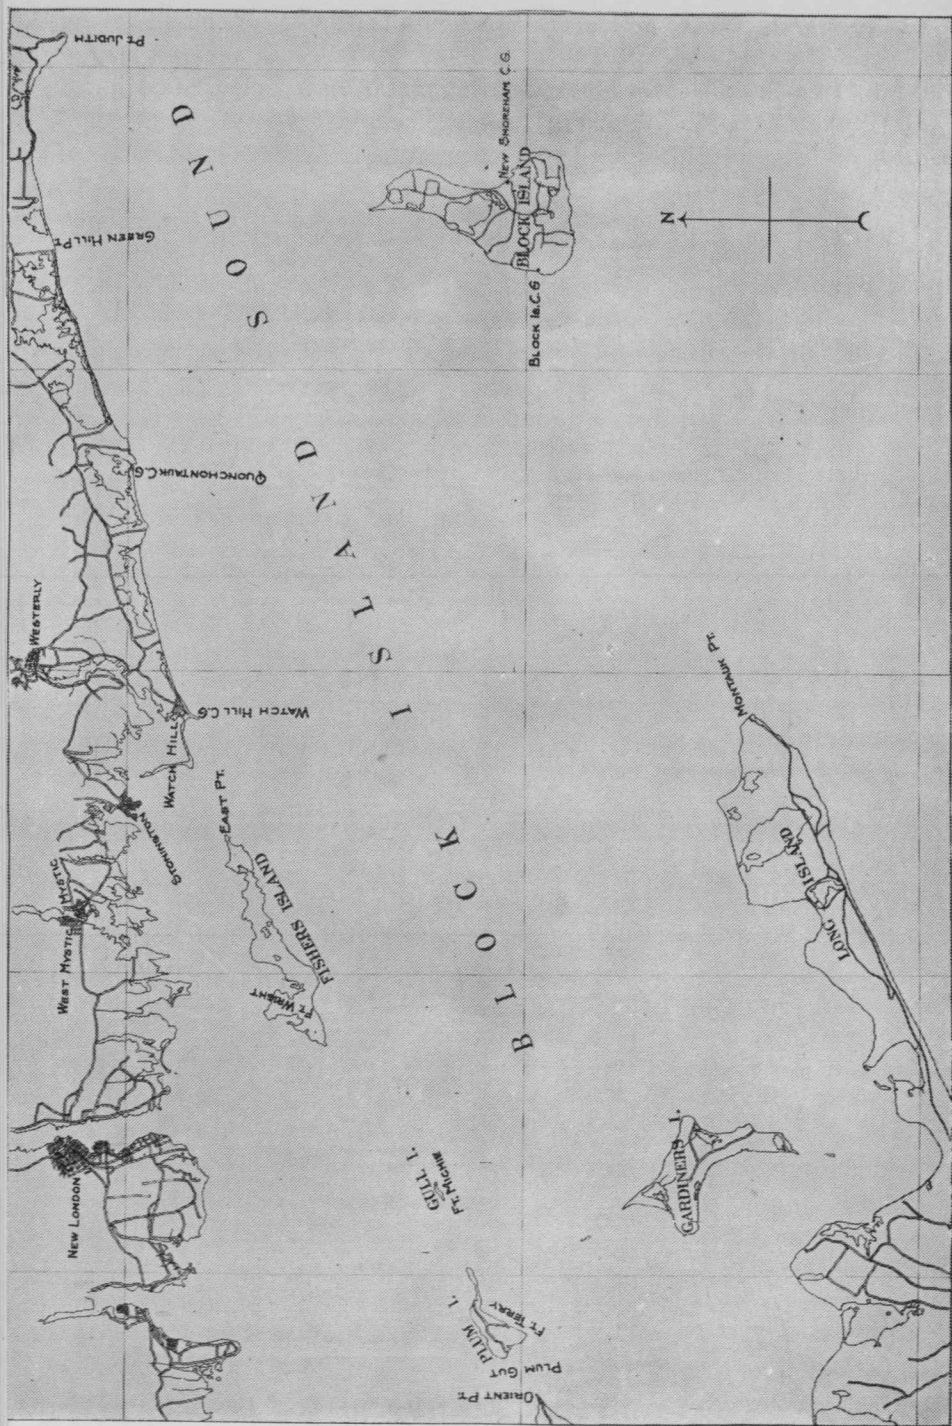 Pt. Judith
Green Hill Pt.
Quonchontauk C.G.
Westerly
Watch Hill C.G.
Watch Hill
Stonington
Mystic
West Mystic
New London
East Pt.
Fishers Island
Ft. Wright
BLOCK ISLAND SOUND
New Shoreham C.G.
BLOCK ISLAND
Block Is. C.G
N
Montauk Pt.
LONG ISLAND
GARDINERS I.
GULL I.
Ft. Michie
PLUM I.
Ft. Terry
Plum Gut
Orient Pt.